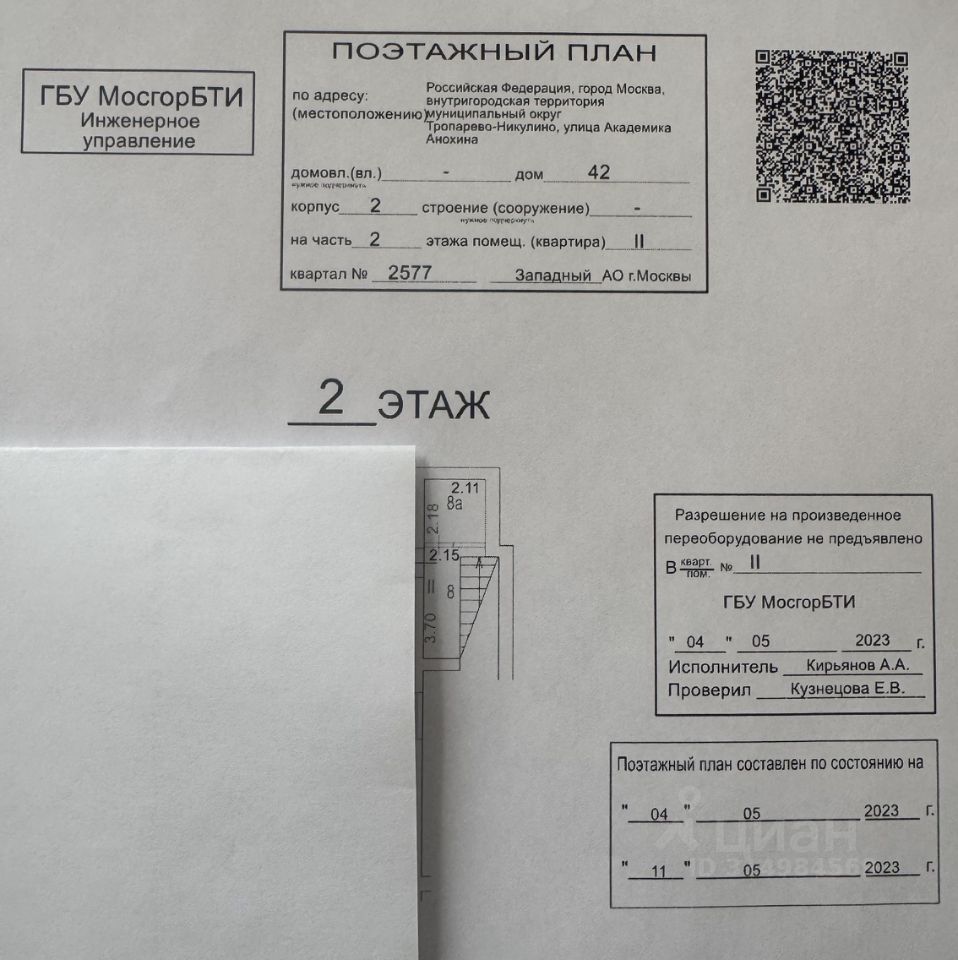 ГБУ МосгорБТИ
Инженерное
управление
ПОЭТАЖНЫЙ ПЛАН
по адресу:
(местоположению)
Российская Федерация, город Москва,
внутригородская территория
муниципальный округ
Тропарево-Никулино, улица Академика
Анохина
домовл.(вл.) - дом 42
нужное подчеркнуть
корпус 2 строение (сооружение) -
нужное подчеркнуть
на часть 2 этажа помещ. (квартира) II
квартал № 2577 Западный АО г.Москвы
2 ЭТАЖ
2.11
8а
2.18
2.15
II 8
3.70
Разрешение на произведенное
переоборудование не предъявлено
В кварт. пом. № II
ГБУ МосгорБТИ
" 04 " 05 2023 г.
Исполнитель Кирьянов А.А.
Проверил Кузнецова Е.В.
Поэтажный план составлен по состоянию на
" 04 " 05 2023 г.
циан
" 11 " 05 2023 г.